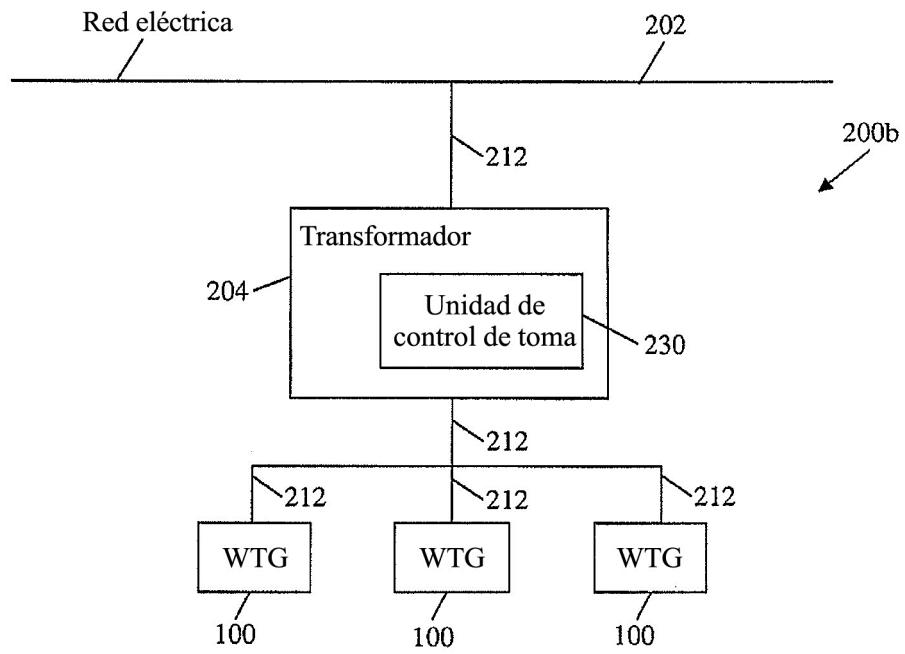 Red eléctrica
202
200b
212
Transformador
204
Unidad de
control de toma
230
212
212
212
212
WTG
WTG
WTG
100
100
100